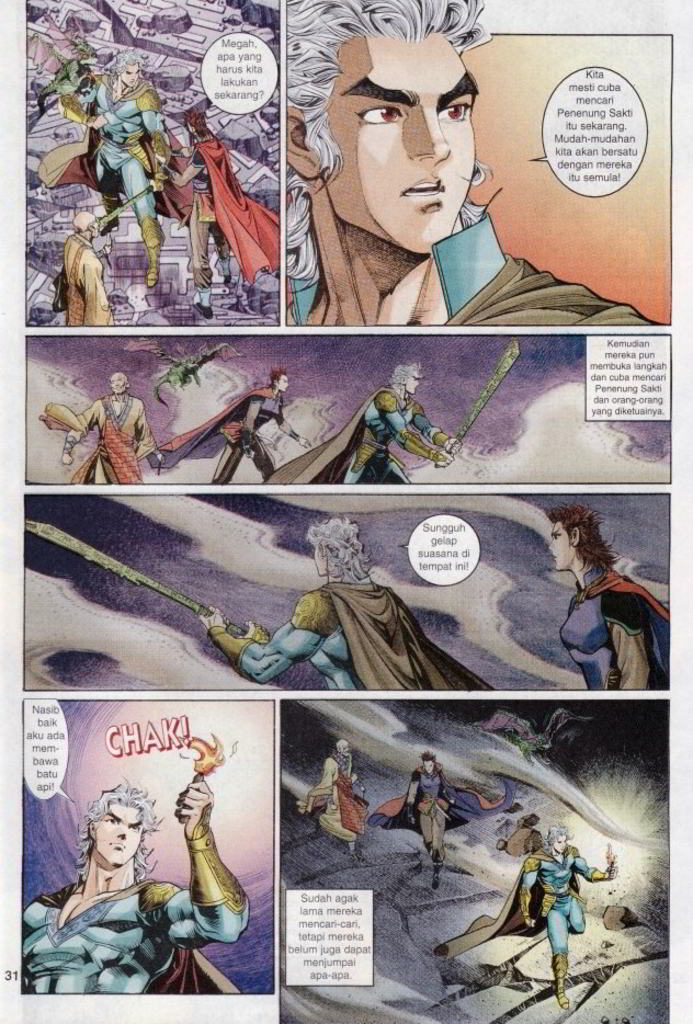 Megah,
apa yang
harus kita
lakukan
sekarang?
Kita
mesti cuba
mencari
Penenung Sakti
itu sekarang.
Mudah-mudahan
kita akan bersatu
dengan mereka
itu semula!
Kemudian
mereka pun
membuka langkah
dan cuba mencari
Penenung Sakti
dan orang-orang
yang diketuainya.
Sungguh
gelap
suasana di
tempat ini!
Nasib
baik
aku ada
mem-
bawa
batu
api!
CHAK!
Sudah agak
lama mereka
mencari-cari,
tetapi mereka
belum juga dapat
menjumpai
apa-apa.
31